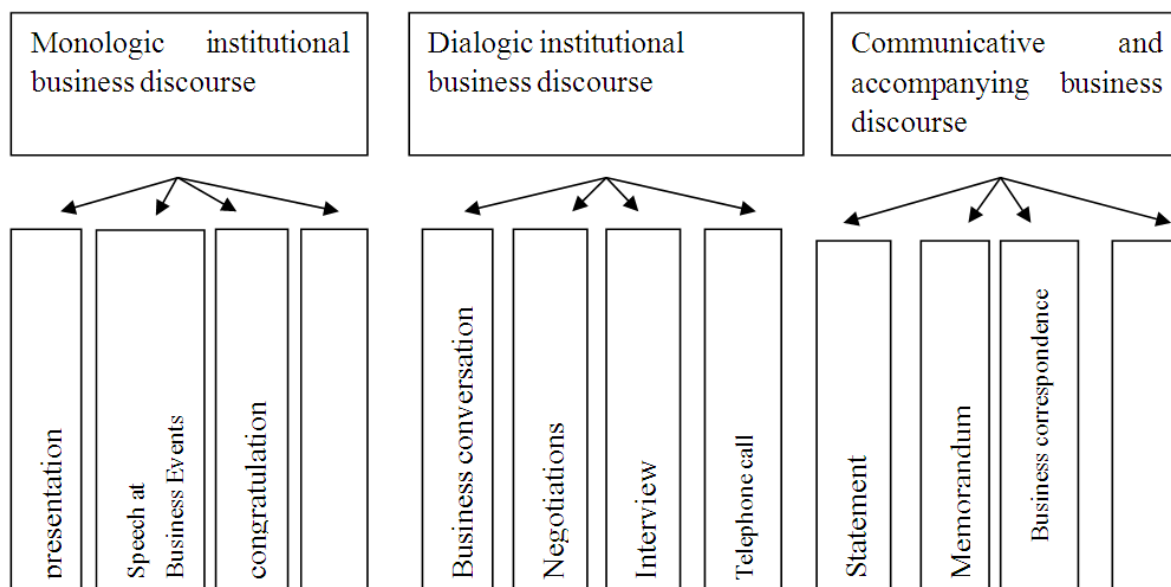 Monologic institutional
business discourse
Dialogic institutional
business discourse
Communicative and
accompanying business
discourse
presentation
Speech at
Business Events
congratulation
Business conversation
Negotiations
Interview
Telephone call
Statement
Memorandum
Business correspondence